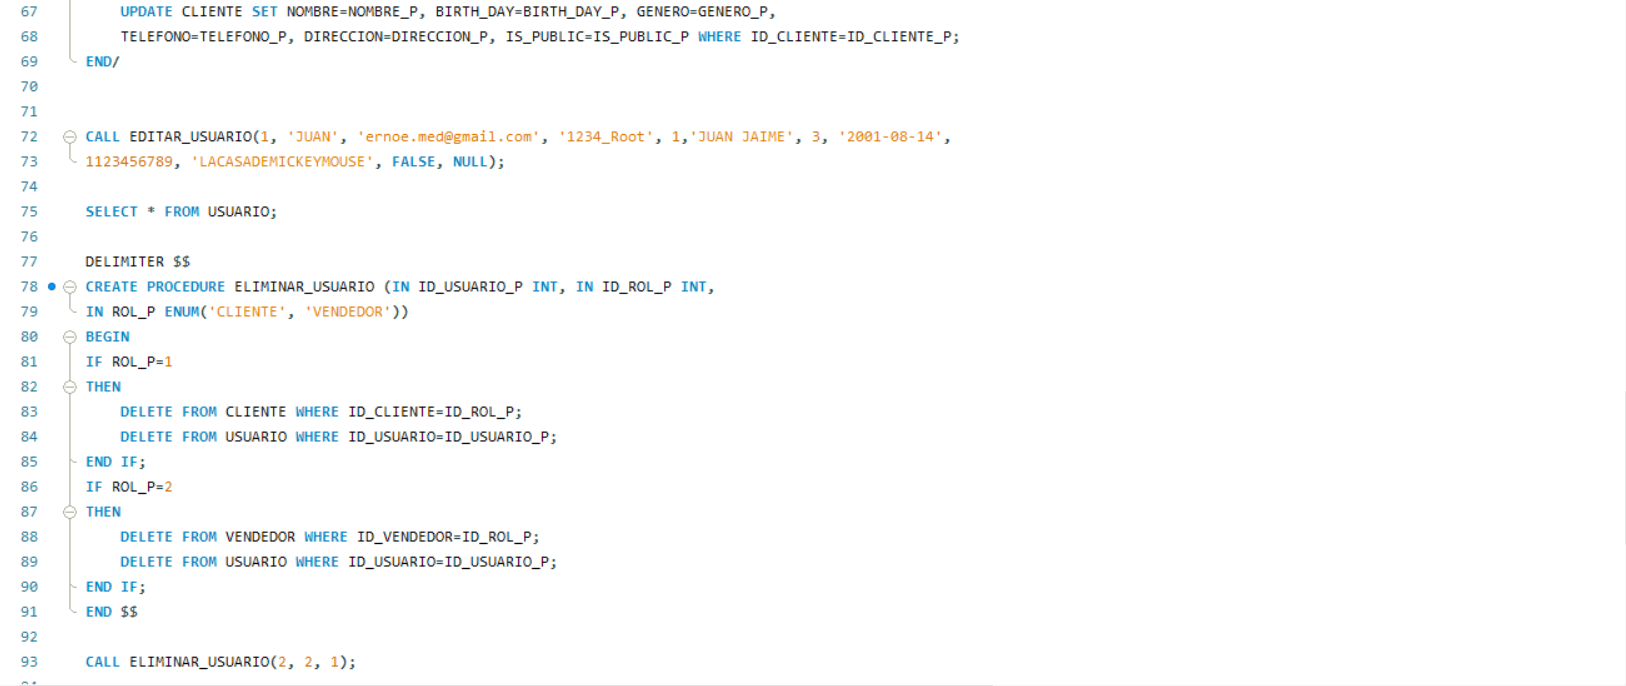 67 UPDATE CLIENTE SET NOMBRE=NOMBRE_P, BIRTH_DAY=BIRTH_DAY_P, GENERO=GENERO_P,
68 TELEFONO=TELEFONO_P, DIRECCION=DIRECCION_P, IS_PUBLIC=IS_PUBLIC_P WHERE ID_CLIENTE=ID_CLIENTE_P;
69 END/
70
71
72 CALL EDITAR_USUARIO(1, 'JUAN', 'ernoe.med@gmail.com', '1234_Root', 1,'JUAN JAIME', 3, '2001-08-14',
73 1123456789, 'LACASADEMICKEYMOUSE', FALSE, NULL);
74
75 SELECT * FROM USUARIO;
76
77 DELIMITER $$
78 CREATE PROCEDURE ELIMINAR_USUARIO (IN ID_USUARIO_P INT, IN ID_ROL_P INT,
79 IN ROL_P ENUM('CLIENTE', 'VENDEDOR'))
80 BEGIN
81 IF ROL_P=1
82 THEN
83 DELETE FROM CLIENTE WHERE ID_CLIENTE=ID_ROL_P;
84 DELETE FROM USUARIO WHERE ID_USUARIO=ID_USUARIO_P;
85 END IF;
86 IF ROL_P=2
87 THEN
88 DELETE FROM VENDEDOR WHERE ID_VENDEDOR=ID_ROL_P;
89 DELETE FROM USUARIO WHERE ID_USUARIO=ID_USUARIO_P;
90 END IF;
91 END $$
92
93 CALL ELIMINAR_USUARIO(2, 2, 1);